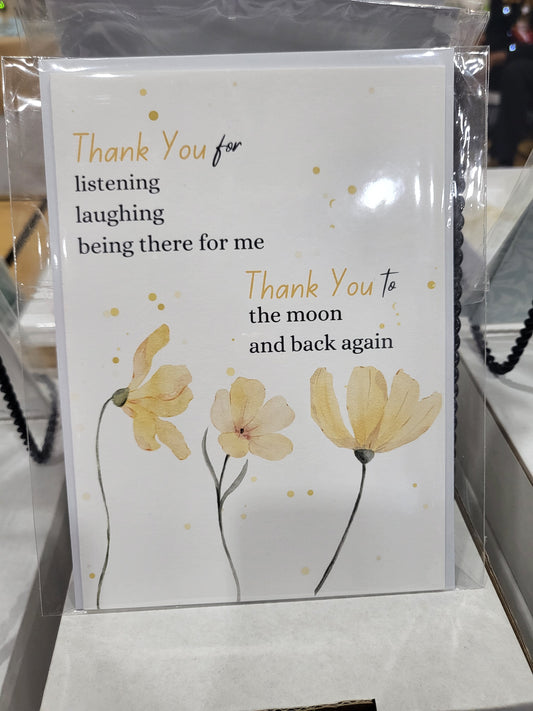 Thank You for
listening
laughing
being there for me
Thank You to
the moon
and back again